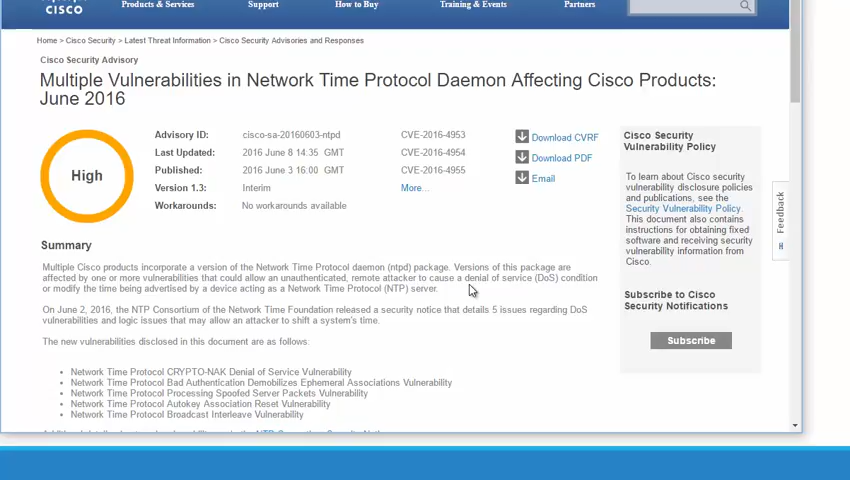 CISCO
Products & Services
Support
How to Buy
Training & Events
Partners
Home > Cisco Security > Latest Threat Information > Cisco Security Advisories and Responses
Cisco Security Advisory
Multiple Vulnerabilities in Network Time Protocol Daemon Affecting Cisco Products:
June 2016
High
Advisory ID: cisco-sa-20160603-ntpd CVE-2016-4953
Last Updated: 2016 June 8 14:35 GMT CVE-2016-4954
Published: 2016 June 3 16:00 GMT CVE-2016-4955
Version 1.3: Interim More...
Workarounds: No workarounds available
Download CVRF
Download PDF
Email
Cisco Security
Vulnerability Policy
To learn about Cisco security
vulnerability disclosure policies
and publications, see the
Security Vulnerability Policy.
This document also contains
instructions for obtaining fixed
software and receiving security
vulnerability information from
Cisco.
Subscribe to Cisco
Security Notifications
Subscribe
Feedback
Summary
Multiple Cisco products incorporate a version of the Network Time Protocol daemon (ntpd) package. Versions of this package are
affected by one or more vulnerabilities that could allow an unauthenticated, remote attacker to cause a denial of service (DoS) condition
or modify the time being advertised by a device acting as a Network Time Protocol (NTP) server.
On June 2, 2016, the NTP Consortium of the Network Time Foundation released a security notice that details 5 issues regarding DoS
vulnerabilities and logic issues that may allow an attacker to shift a system's time.
The new vulnerabilities disclosed in this document are as follows:
Network Time Protocol CRYPTO-NAK Denial of Service Vulnerability
Network Time Protocol Bad Authentication Demobilizes Ephemeral Associations Vulnerability
Network Time Protocol Processing Spoofed Server Packets Vulnerability
Network Time Protocol Autokey Association Reset Vulnerability
Network Time Protocol Broadcast Interleave Vulnerability